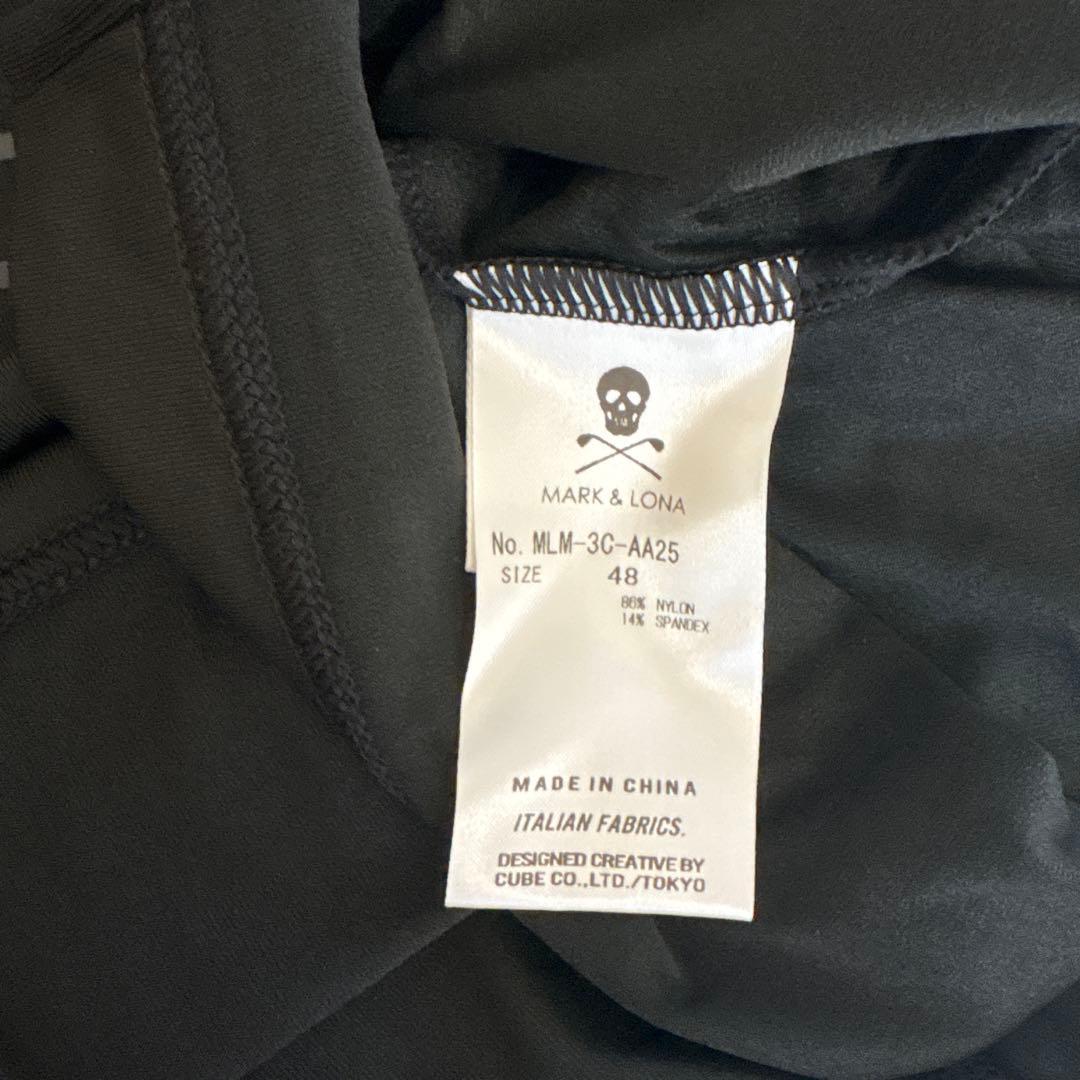 MARK & LONA
No. MLM-3C-AA25
SIZE 48
86% NYLON
14% SPANDEX
MADE IN CHINA
ITALIAN FABRICS.
DESIGNED CREATIVE BY
CUBE CO.,LTD./TOKYO